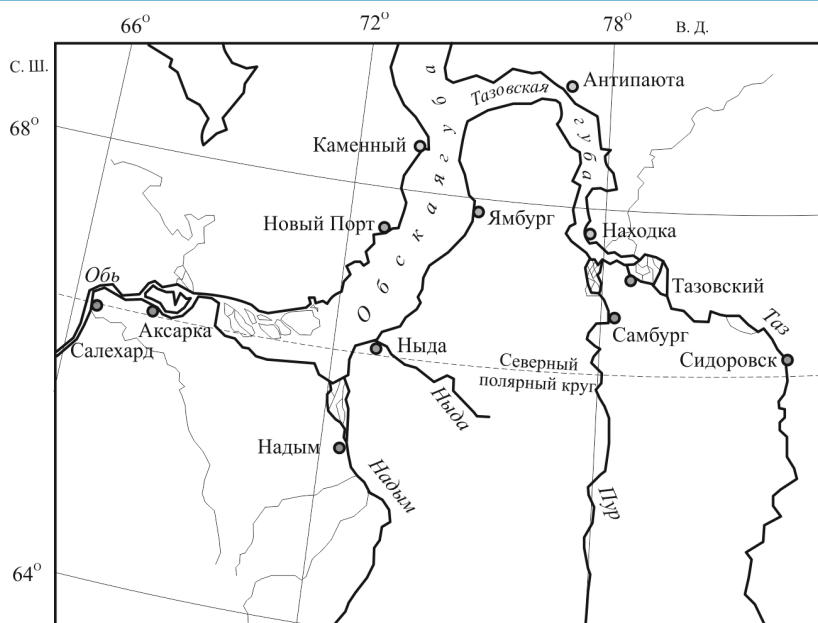 66°
72°
78°
В. Д.
С. Ш.
Антипаюта
Тазовская
губа
68°
Каменный
Обская губа
Новый Порт
Ямбург
Находка
Обь
Тазовский
Аксарка
Таз
Самбург
Салехард
Ныда
Северный
полярный круг
Сидоровск
Ныда
Надым
Надым
Пур
64°